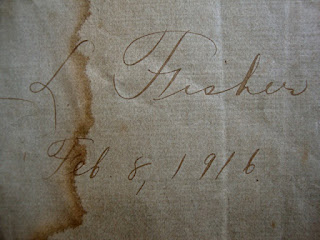 L Fisher
Feb 8, 1916.